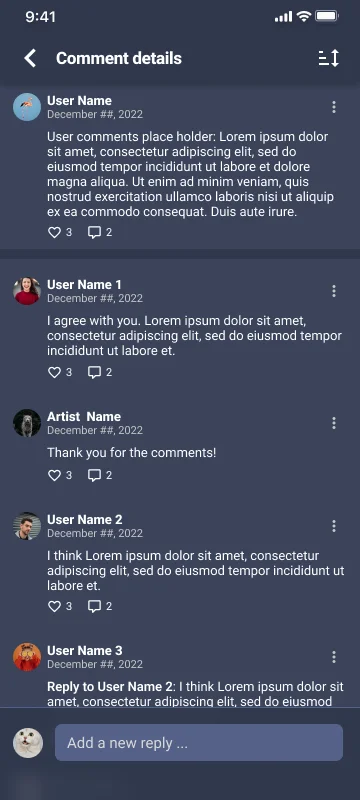 9:41
Comment details
User Name
December ##, 2022
User comments place holder: Lorem ipsum dolor
sit amet, consectetur adipiscing elit, sed do
eiusmod tempor incididunt ut labore et dolore
magna aliqua. Ut enim ad minim veniam, quis
nostrud exercitation ullamco laboris nisi ut aliquip
ex ea commodo consequat. Duis aute irure.
3 2
User Name 1
December ##, 2022
I agree with you. Lorem ipsum dolor sit amet,
consectetur adipiscing elit, sed do eiusmod tempor
incididunt ut labore et.
3 2
Artist Name
December ##, 2022
Thank you for the comments!
3 2
User Name 2
December ##, 2022
I think Lorem ipsum dolor sit amet, consectetur
adipiscing elit, sed do eiusmod tempor incididunt ut
labore et.
3 2
User Name 3
December ##, 2022
Reply to User Name 2: I think Lorem ipsum dolor sit
amet, consectetur adipiscing elit, sed do eiusmod
Add a new reply ...